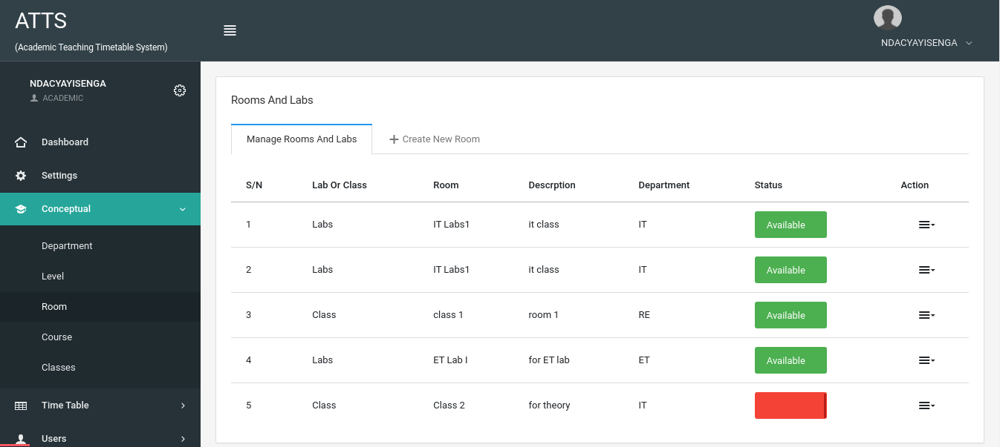 ATTS
(Academic Teaching Timetable System)
NDACYAYISENGA
NDACYAYISENGA
ACADEMIC
Dashboard
Settings
Conceptual
Department
Level
Room
Course
Classes
Time Table
Users
Rooms And Labs
Manage Rooms And Labs
Create New Room
S/N Lab Or Class Room Descrption Department Status Action
1 Labs IT Labs1 it class IT Available
2 Labs IT Labs1 it class IT Available
3 Class class 1 room 1 RE Available
4 Labs ET Lab I for ET lab ET Available
5 Class Class 2 for theory IT